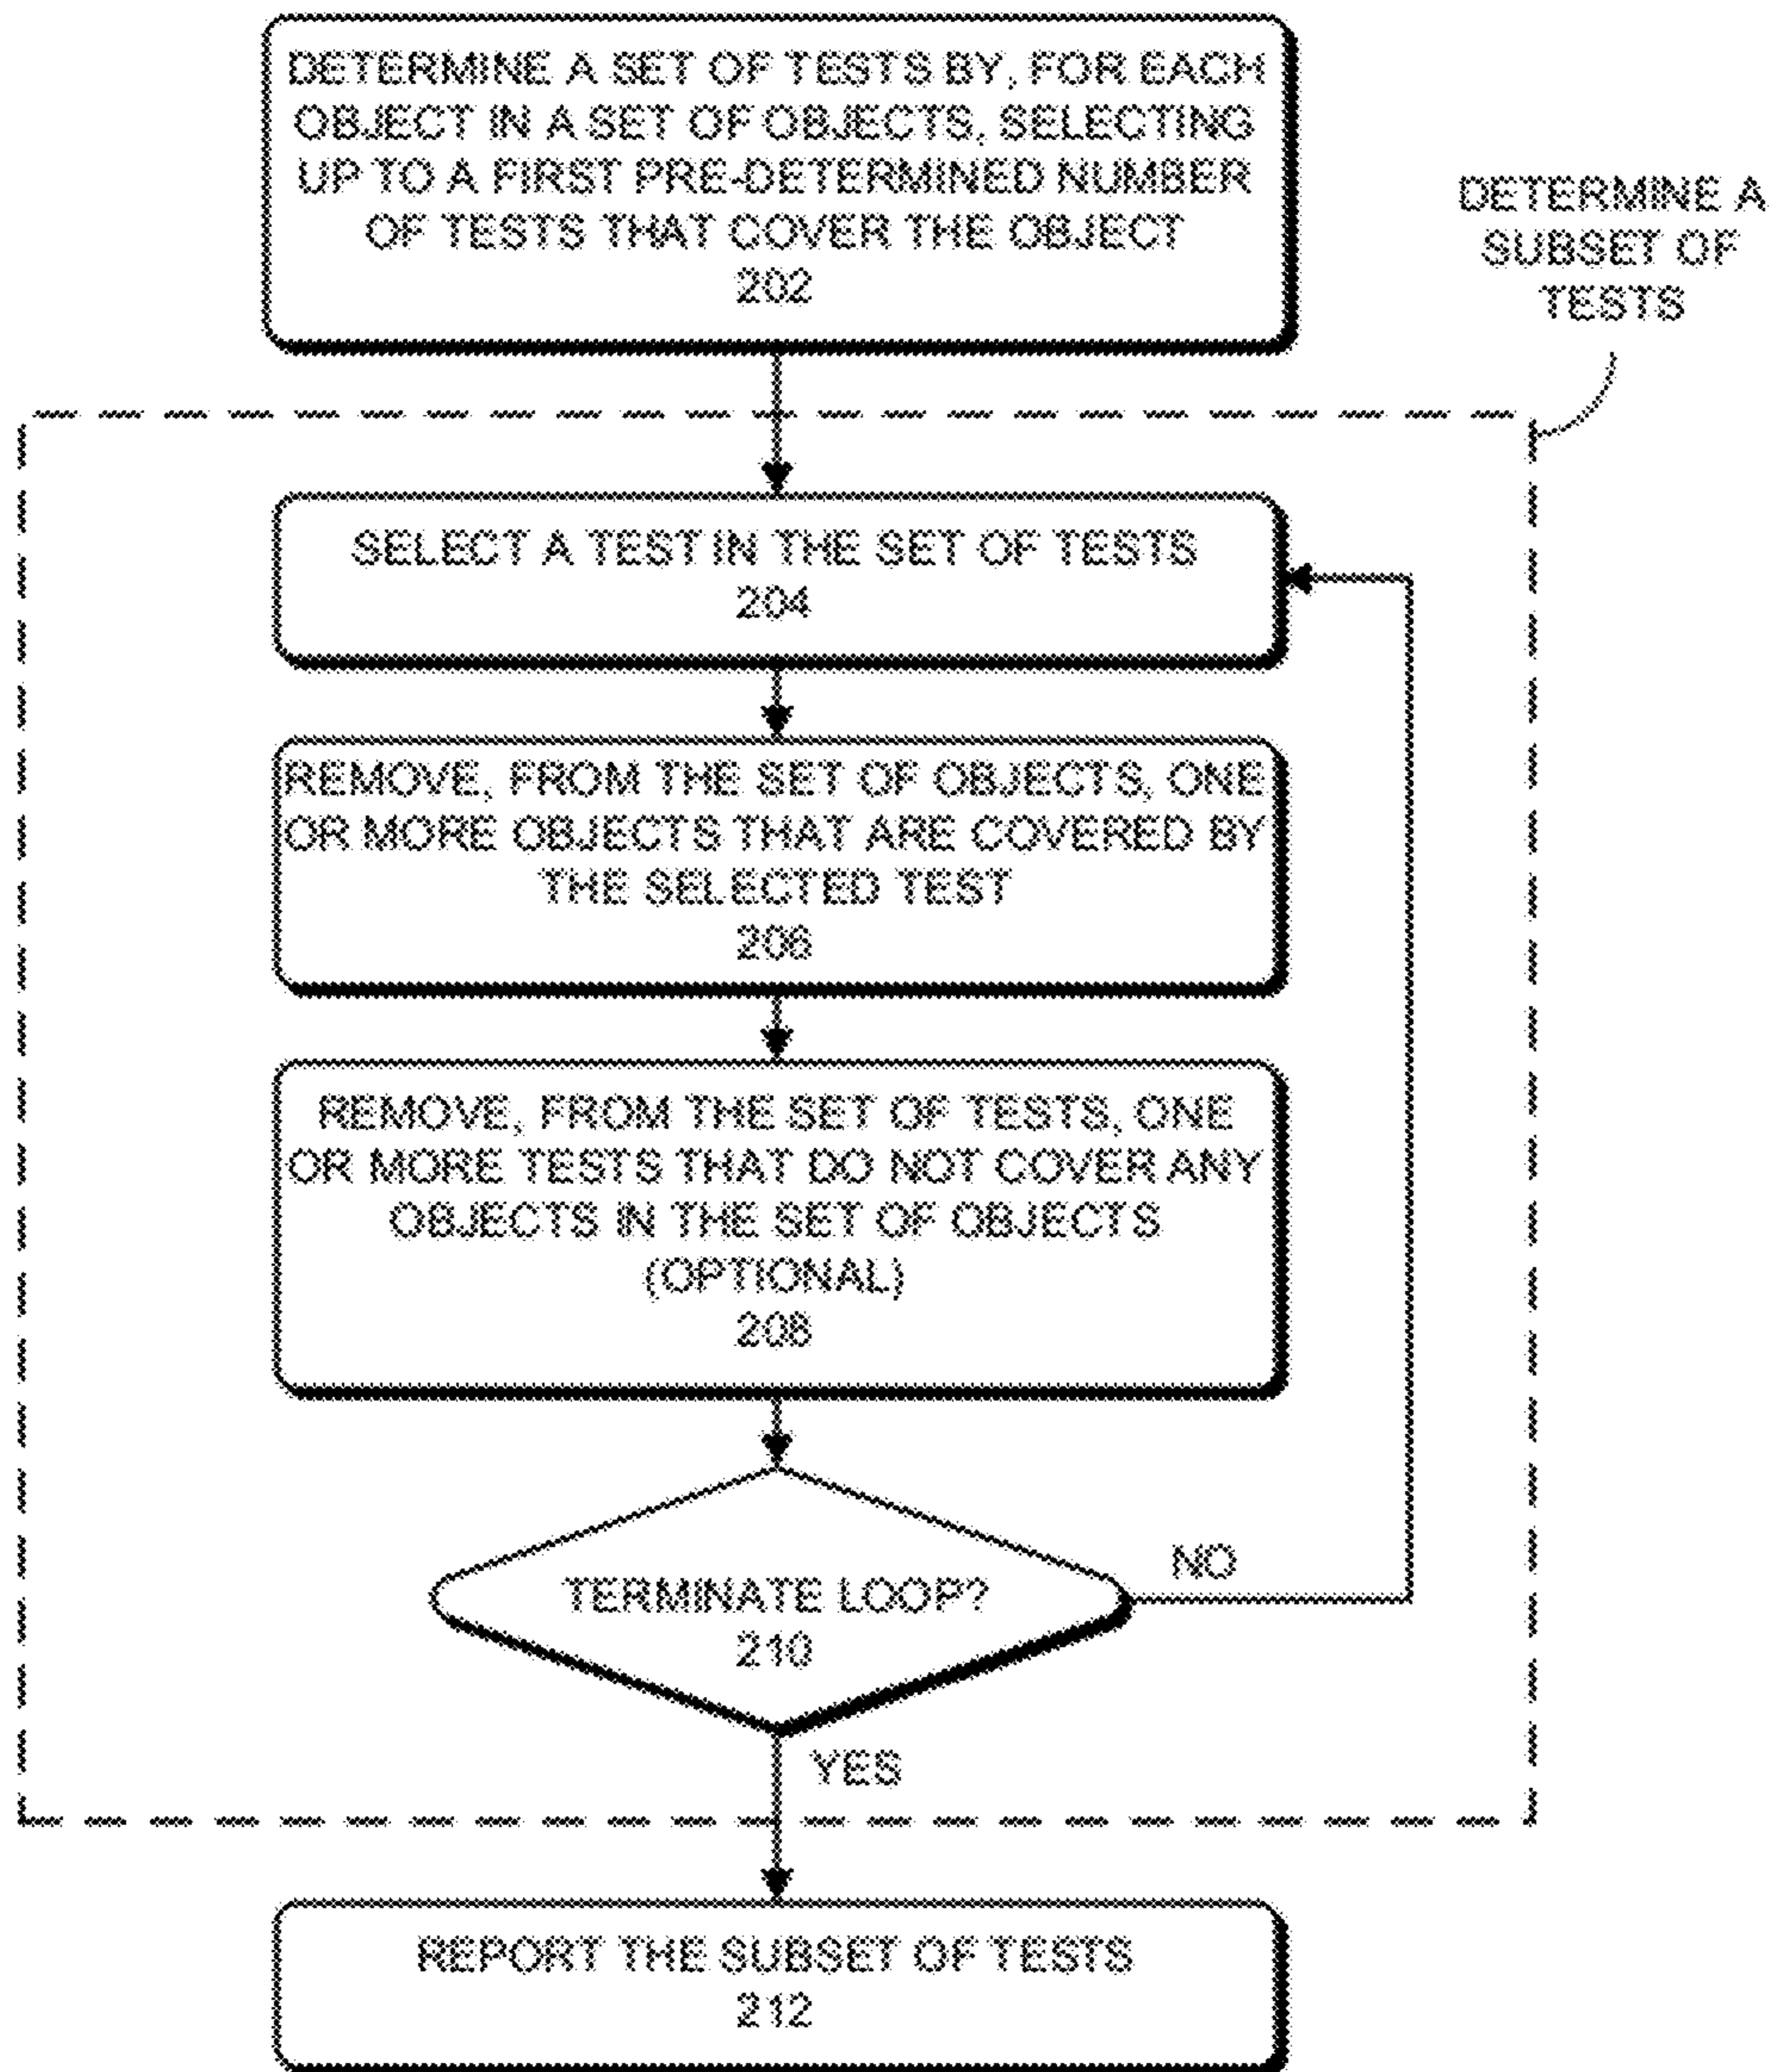 DETERMINE A SET OF TESTS BY, FOR EACH
OBJECT IN A SET OF OBJECTS, SELECTING
UP TO A FIRST PRE-DETERMINED NUMBER
OF TESTS THAT COVER THE OBJECT
202
DETERMINE A
SUBSET OF
TESTS
SELECT A TEST IN THE SET OF TESTS
204
REMOVE, FROM THE SET OF OBJECTS, ONE
OR MORE OBJECTS THAT ARE COVERED BY
THE SELECTED TEST
206
REMOVE, FROM THE SET OF TESTS, ONE
OR MORE TESTS THAT DO NOT COVER ANY
OBJECTS IN THE SET OF OBJECTS
(OPTIONAL)
208
TERMINATE LOOP?
210
NO
YES
REPORT THE SUBSET OF TESTS
212